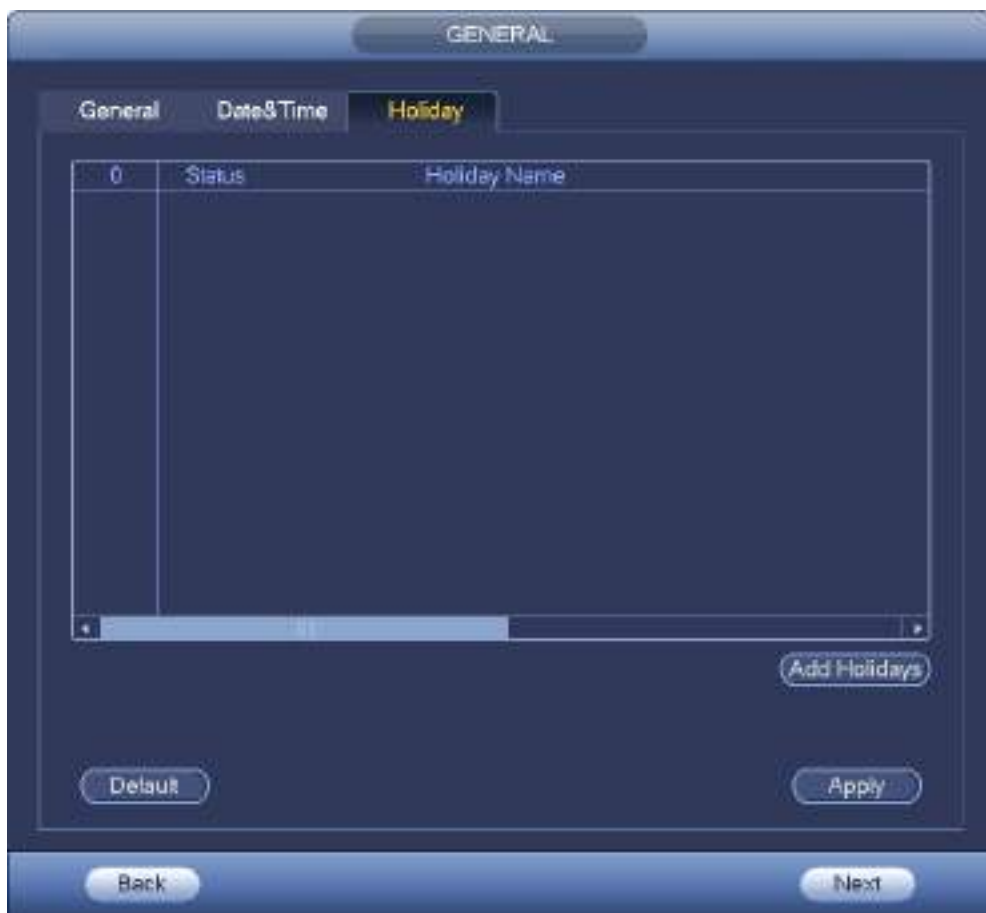 GENERAL
General Date&Time Holiday
0 Status Holiday Name
Add Holidays
Default Apply
Back Next